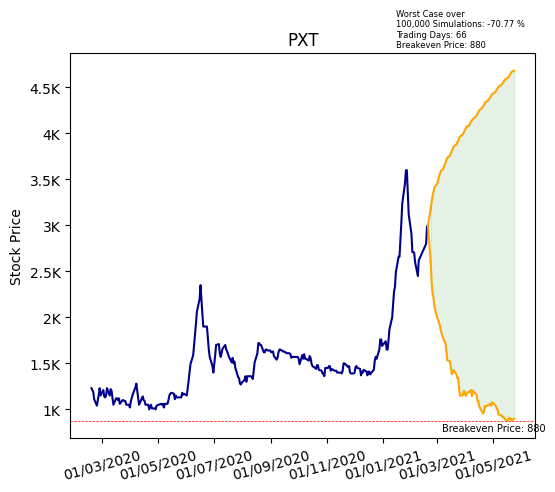 Worst Case over
100,000 Simulations: -70.77 %
Trading Days: 66
Breakeven Price: 880
PXT
Stock Price
4.5K
4K
3.5K
3K
2.5K
2K
1.5K
1K
Breakeven Price: 880
01/03/2020
01/05/2020
01/07/2020
01/09/2020
01/11/2020
01/01/2021
01/03/2021
01/05/2021